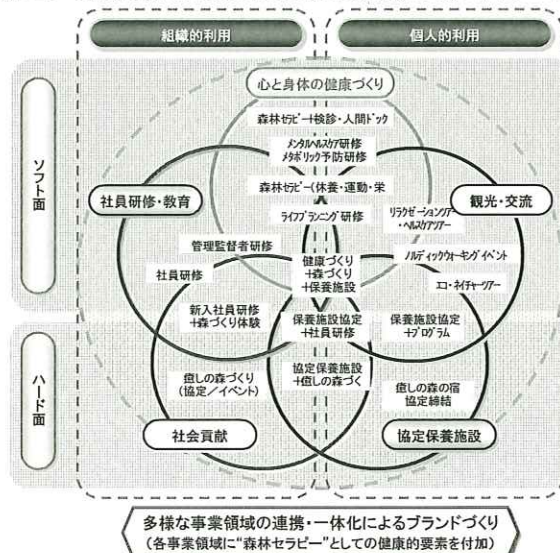 組織的利用
個人的利用
心と身体の健康づくり
森林セラピー+検診・人間ドック
メンタルヘルスケア研修
メタボリック予防研修
ソフト面
森林セラピー(休養・運動・栄
社員研修・教育
観光・交流
ライフプランニング研修
リラクゼーションツアー
・ヘルスケアツアー
管理監督者研修
ノルディックウォーキングイベント
健康づくり
+森づくり
+保養施設
社員研修
エコ・ネイチャーツアー
新入社員研修
+森づくり体験
保養施設協定
+社員研修
保養施設協定
+プログラム
ハード面
癒しの森づくり
(協定/イベント)
協定保養施設
+癒しの森づく
癒しの森の宿
協定締結
社会貢献
協定保養施設
多様な事業領域の連携・一体化によるブランドづくり
(各事業領域に“森林セラピー”としての健康的要素を付加)